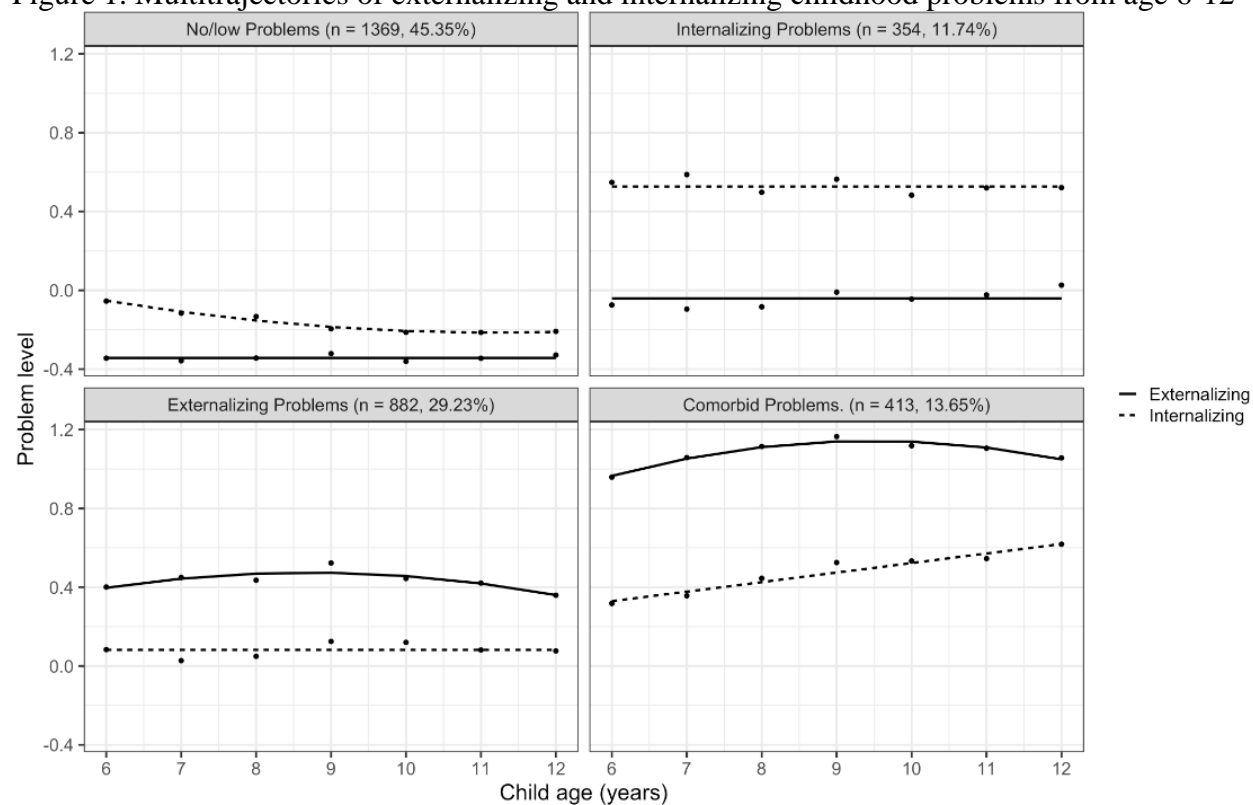 Figure 1. Multitrajectories of externalizing and internalizing childhood problems from age 6-12
No/low Problems (n = 1369, 45.35%)
Internalizing Problems (n = 354, 11.74%)
1.2
0.8
0.4
0.0
-0.4
Externalizing Problems (n = 882, 29.23%)
Comorbid Problems. (n = 413, 13.65%)
1.2
0.8
0.4
0.0
-0.4
Problem level
6 7 8 9 10 11 12
6 7 8 9 10 11 12
Child age (years)
Externalizing
Internalizing